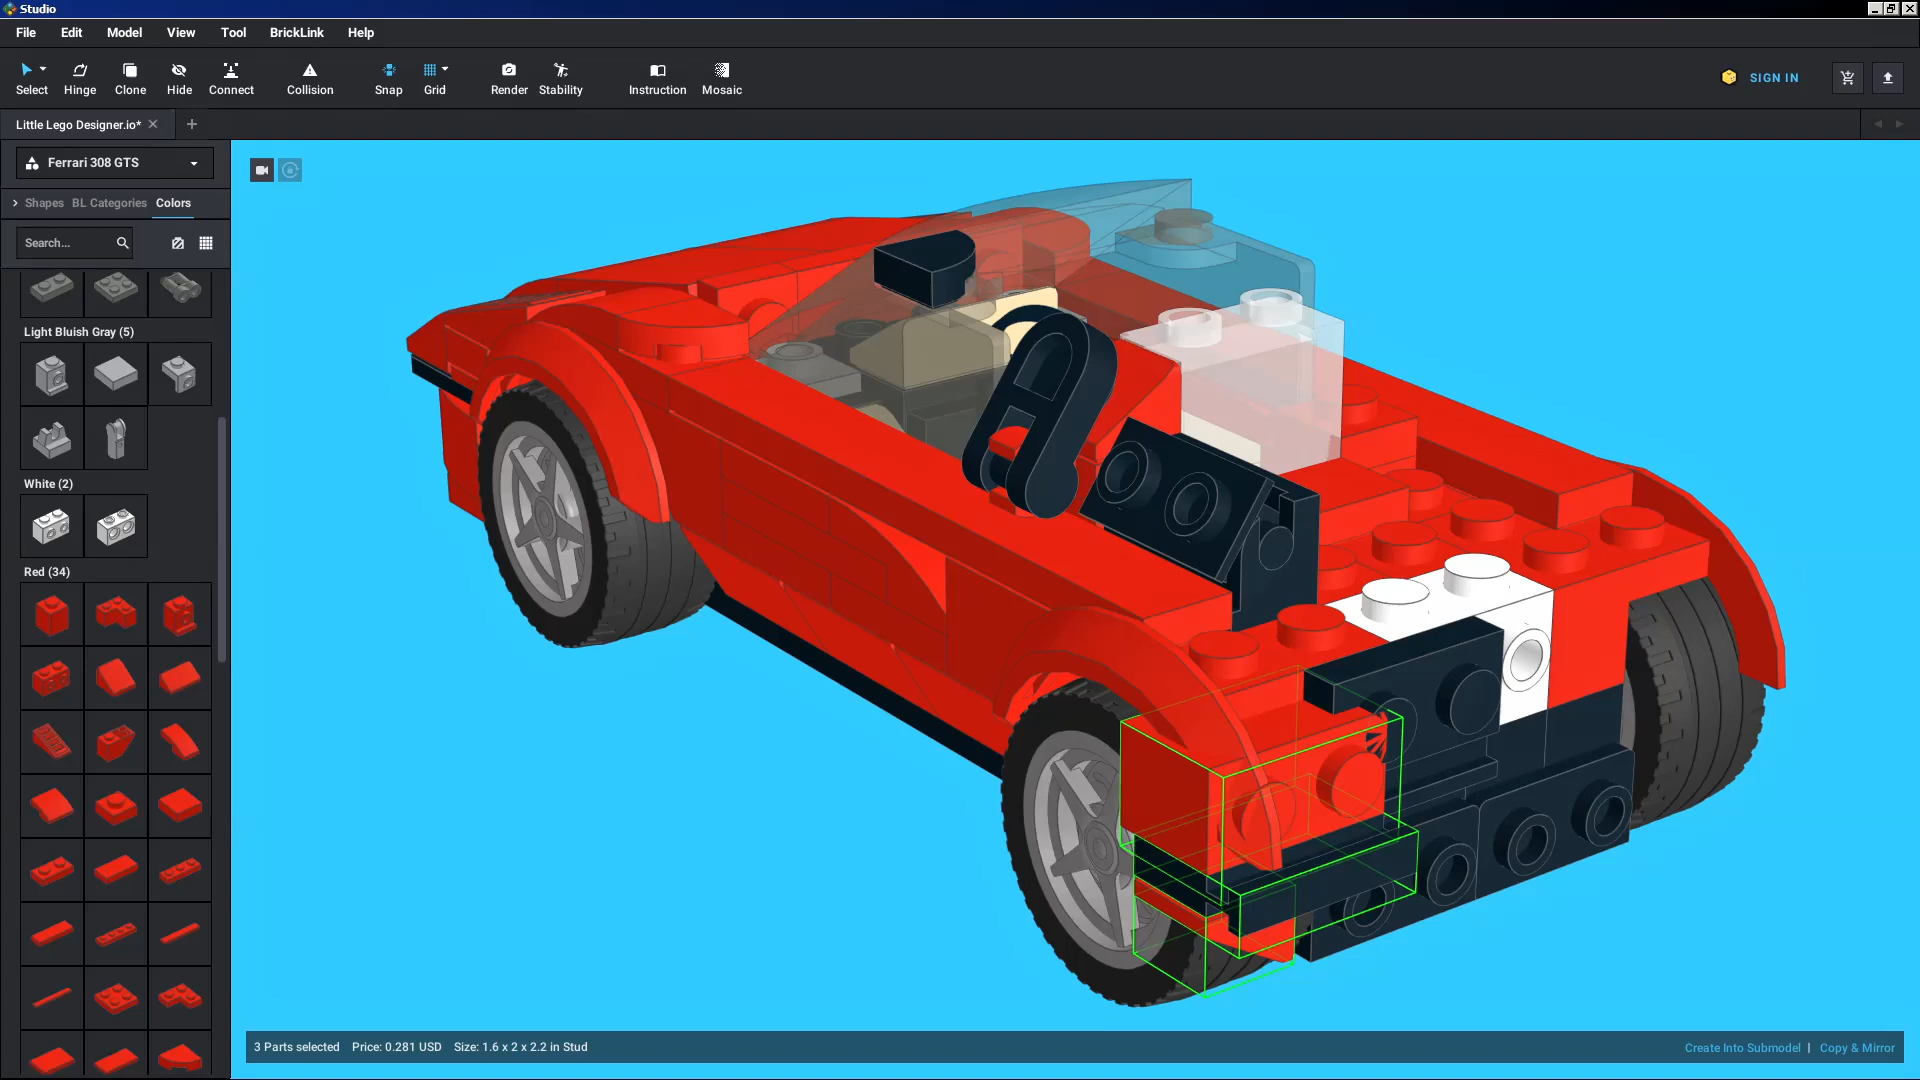 Studio
File Edit Model View Tool BrickLink Help
Select Hinge Clone Hide Connect Collision Snap Grid Render Stability Instruction Mosaic
SIGN IN
Little Lego Designer.io*
Ferrari 308 GTS
Shapes BL Categories Colors
Search...
Light Bluish Gray (5)
White (2)
Red (34)
3 Parts selected Price: 0.281 USD Size: 1.6 x 2 x 2.2 in Stud
Create Into Submodel | Copy & Mirror